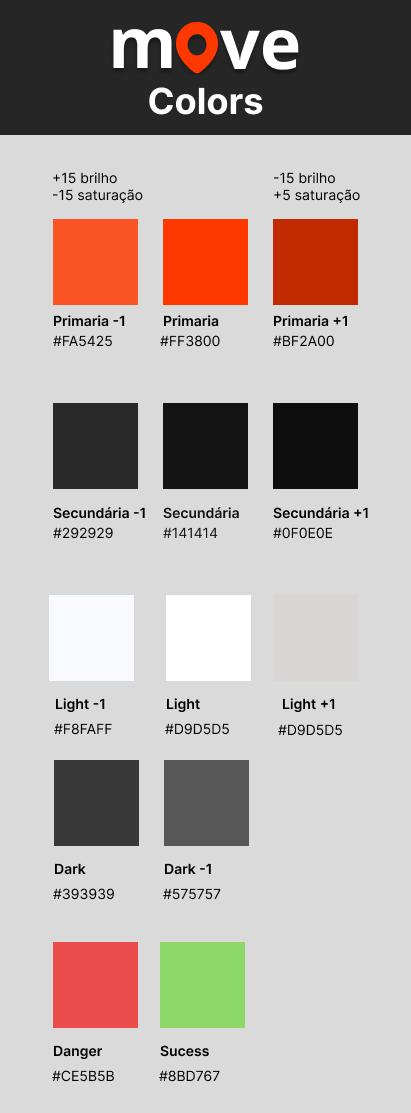 move
Colors
+15 brilho
-15 saturação
-15 brilho
+5 saturação
Primaria -1
Primaria
Primaria +1
#FA5425
#FF3800
#BF2A00
Secundária -1
Secundária
Secundária +1
#292929
#141414
#0F0E0E
Light -1
Light
Light +1
#F8FAFF
#D9D5D5
#D9D5D5
Dark
Dark -1
#393939
#575757
Danger
Sucess
#CE5B5B
#8BD767